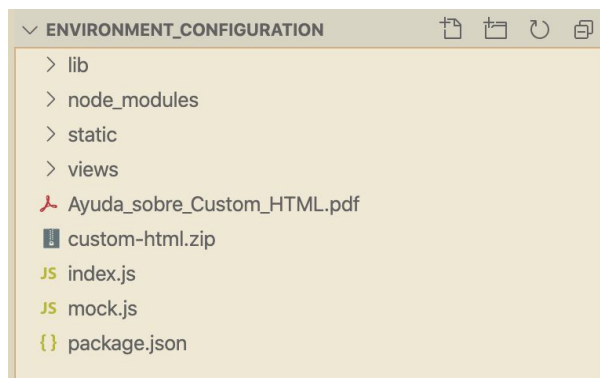 ENVIRONMENT_CONFIGURATION
lib
node_modules
static
views
Ayuda_sobre_Custom_HTML.pdf
custom-html.zip
JS index.js
JS mock.js
{} package.json